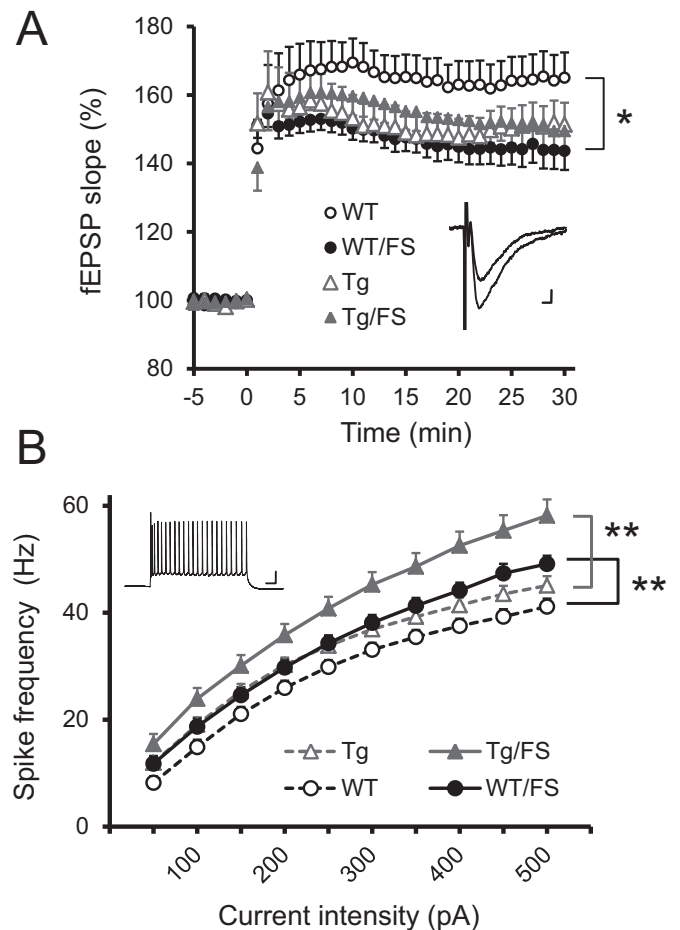 A
fEPSP slope (%)
180
160
140
120
100
80
*
WT
WT/FS
Tg
Tg/FS
-5 0 5 10 15 20 25 30
Time (min)
B
Spike frequency (Hz)
60
40
20
0
**
**
Tg Tg/FS
WT WT/FS
100 200 300 400 500
Current intensity (pA)